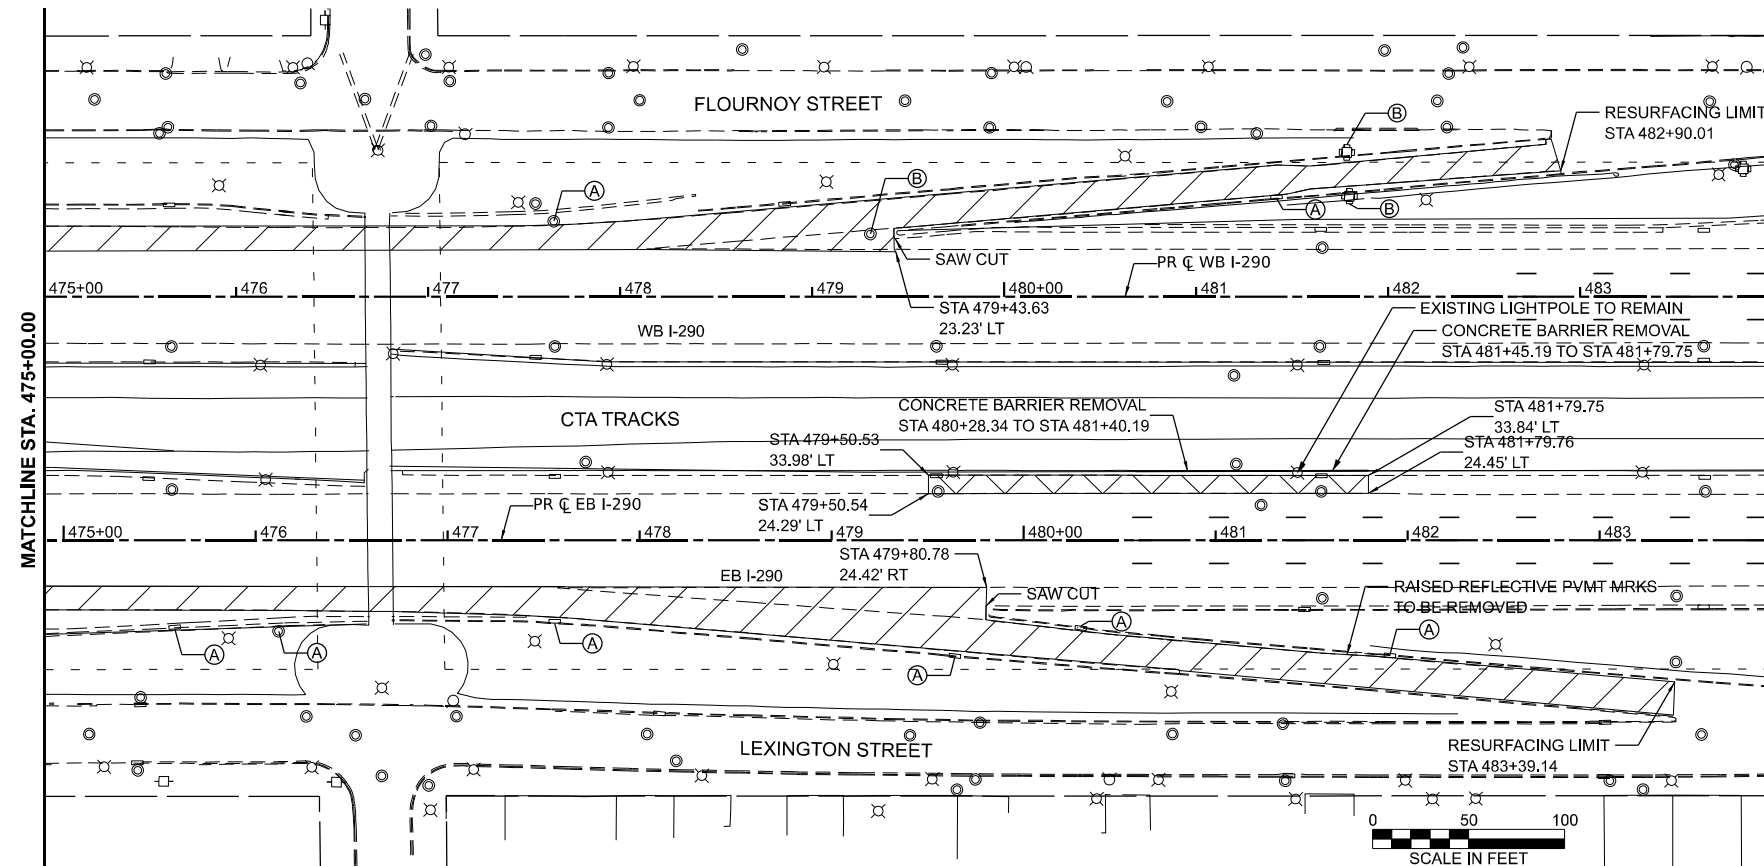 FLOURNOY STREET
B
RESURFACING LIMIT
STA 482+90.01
A
B
A
B
SAW CUT
PR ℄ WB I-290
475+00
476
477
478
479
480+00
481
482
483
STA 479+43.63
23.23' LT
EXISTING LIGHTPOLE TO REMAIN
WB I-290
CONCRETE BARRIER REMOVAL
STA 481+45.19 TO STA 481+79.75
MATCHLINE STA. 475+00.00
CTA TRACKS
CONCRETE BARRIER REMOVAL
STA 480+28.34 TO STA 481+40.19
STA 481+79.75
33.84' LT
STA 479+50.53
33.98' LT
STA 481+79.76
24.45' LT
PR ℄ EB I-290
STA 479+50.54
24.29' LT
475+00
476
477
478
479
480+00
481
482
483
STA 479+80.78
24.42' RT
EB I-290
SAW CUT
RAISED REFLECTIVE PVMT MRKS
TO BE REMOVED
A
A
A
A
A
A
LEXINGTON STREET
RESURFACING LIMIT
STA 483+39.14
0
50
100
SCALE IN FEET